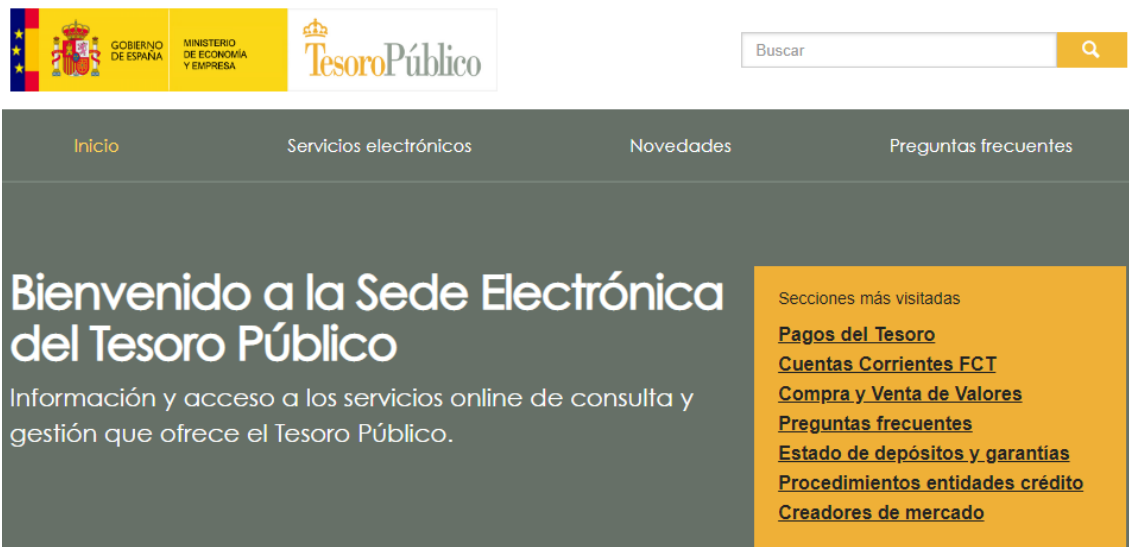 GOBIERNO
DE ESPAÑA
MINISTERIO
DE ECONOMÍA
Y EMPRESA
TesoroPúblico
Buscar
Inicio
Servicios electrónicos
Novedades
Preguntas frecuentes
Bienvenido a la Sede Electrónica
del Tesoro Público
Información y acceso a los servicios online de consulta y
gestión que ofrece el Tesoro Público.
Secciones más visitadas
Pagos del Tesoro
Cuentas Corrientes FCT
Compra y Venta de Valores
Preguntas frecuentes
Estado de depósitos y garantías
Procedimientos entidades crédito
Creadores de mercado